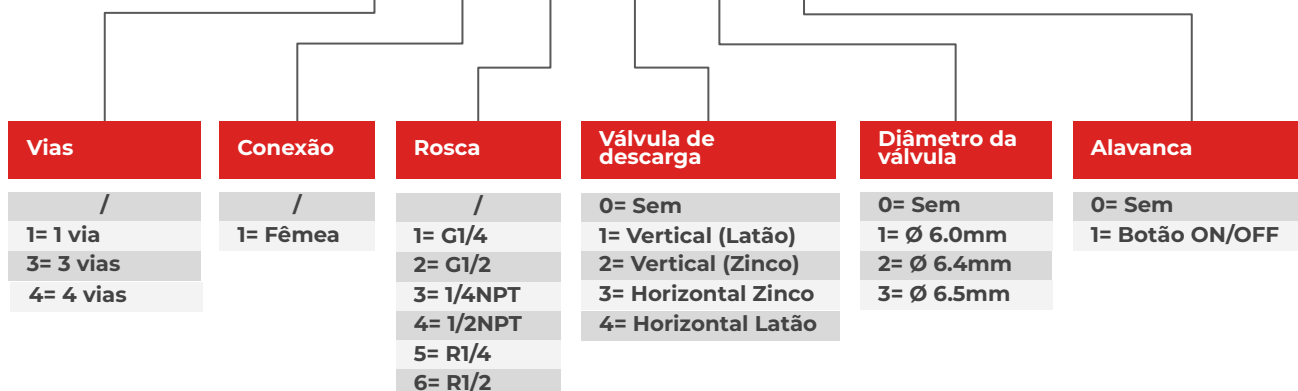 Vias
/
1= 1 via
3= 3 vias
4= 4 vias
Conexão
/
1= Fêmea
Rosca
/
1= G1/4
2= G1/2
3= 1/4NPT
4= 1/2NPT
5= R1/4
6= R1/2
Válvula de
descarga
0= Sem
1= Vertical (Latão)
2= Vertical (Zinco)
3= Horizontal Zinco
4= Horizontal Latão
Diâmetro da
válvula
0= Sem
1= Ø 6.0mm
2= Ø 6.4mm
3= Ø 6.5mm
Alavanca
0= Sem
1= Botão ON/OFF